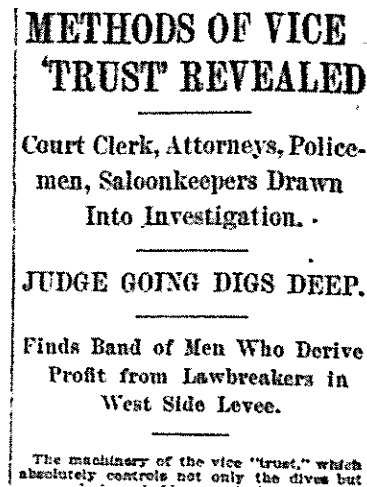 METHODS OF VICE
'TRUST' REVEALED
Court Clerk, Attorneys, Police-
men, Saloonkeepers Drawn
Into Investigation.
JUDGE GOING DIGS DEEP.
Finds Band of Men Who Derive
Profit from Lawbreakers in
West Side Levee.
The machinery of the vice "trust," which
absolutely controls not only the dives but